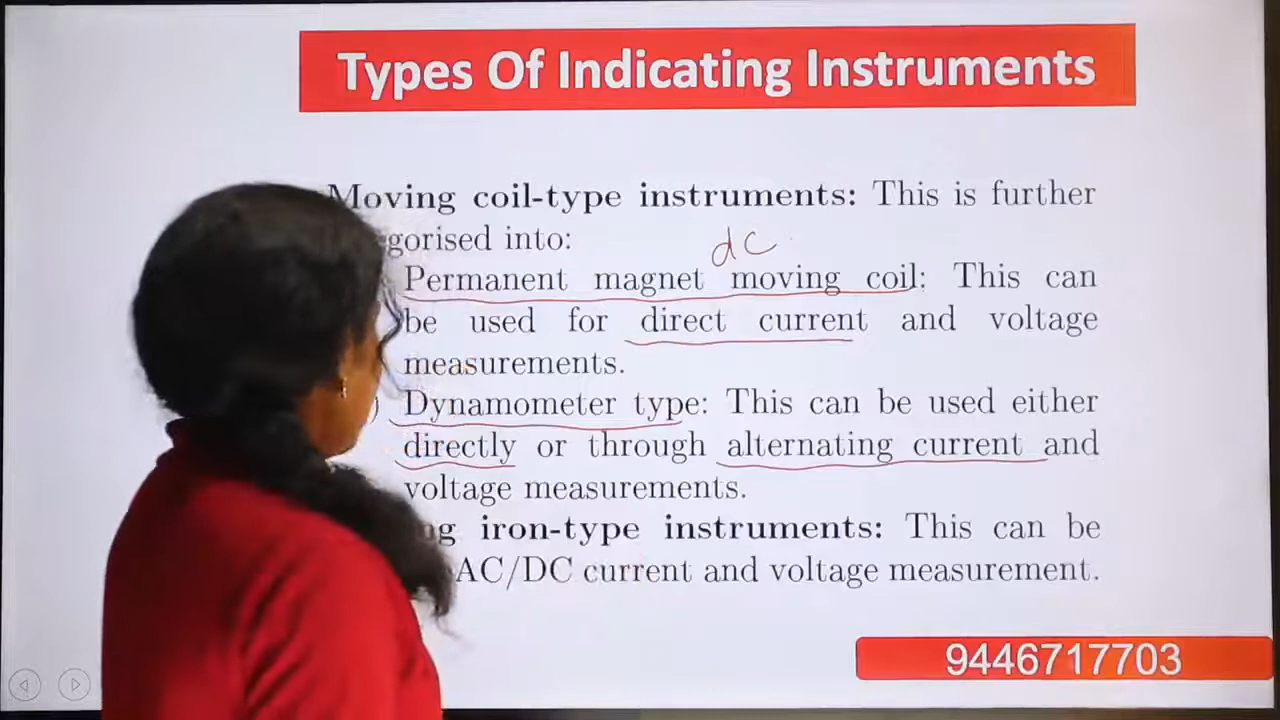 Types Of Indicating Instruments
Moving coil-type instruments: This is further
gorised into:
dc
Permanent magnet moving coil: This can
be used for direct current and voltage
measurements.
) Dynamometer type: This can be used either
directly or through alternating current and
voltage measurements.
ng iron-type instruments: This can be
AC/DC current and voltage measurement.
9446717703